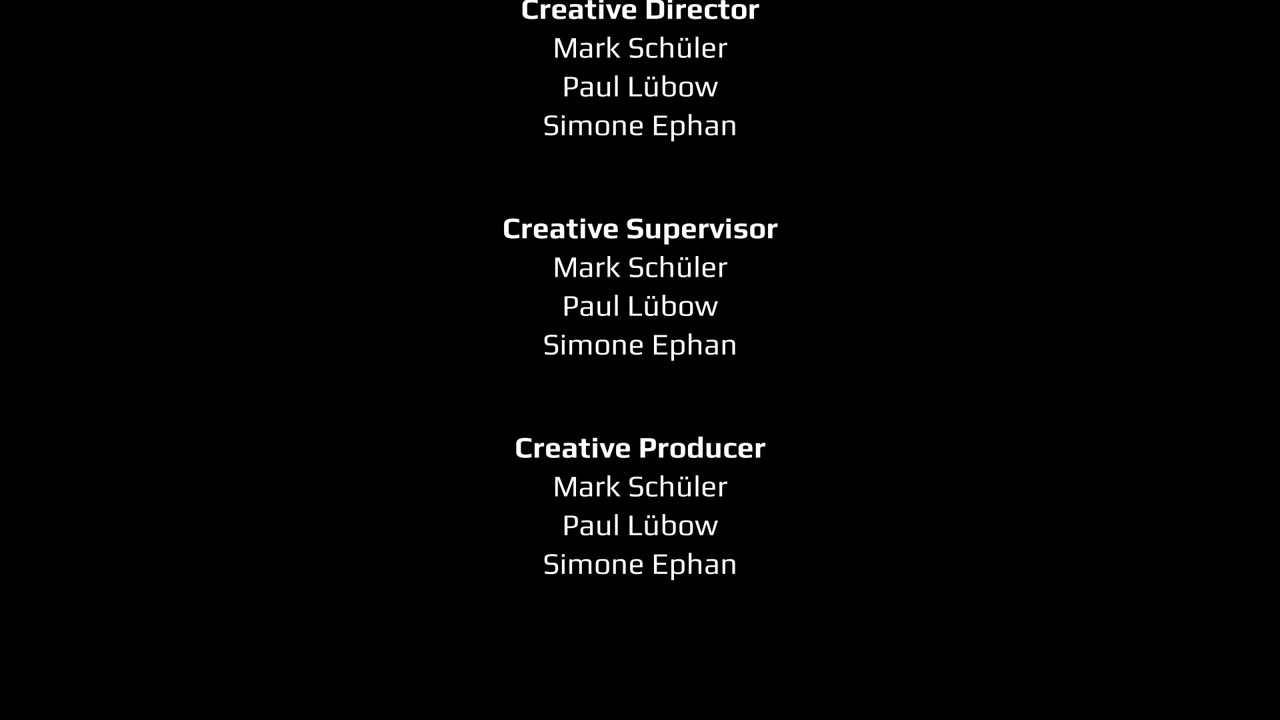 Creative Director
Mark Schüler
Paul Lübow
Simone Ephan
Creative Supervisor
Mark Schüler
Paul Lübow
Simone Ephan
Creative Producer
Mark Schüler
Paul Lübow
Simone Ephan